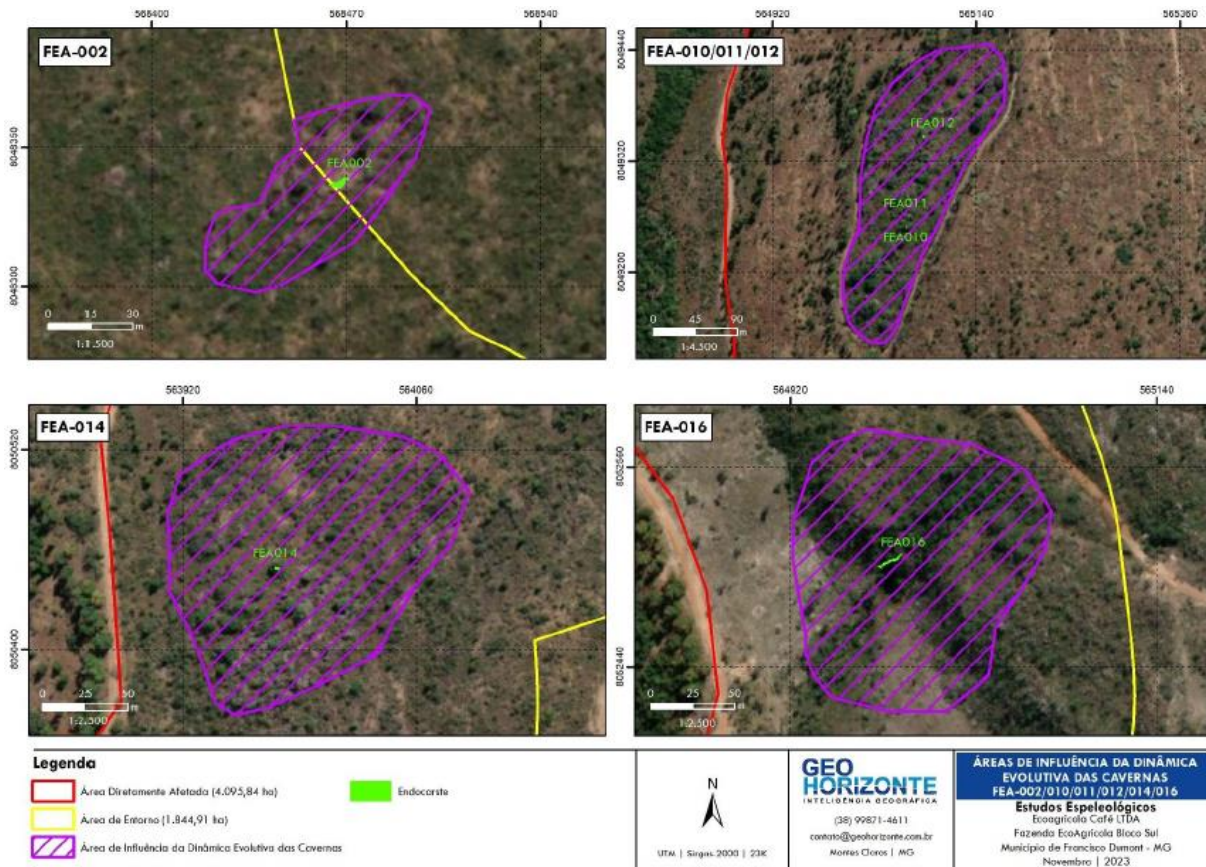 568400 568470 568540
FEA-002
8048350
8048300
FEA002
0 15 30
m
1:1.500
564920 565140 565360
FEA-010/011/012
8049440
8049320
8049200
FEA012
FEA011
FEA010
0 45 90
m
1:4.500
563920 564060
FEA-014
8050520
8050400
FEA014
0 25 50
m
1:2.500
564920 565140
FEA-016
8052560
8052440
FEA016
0 25 50
m
1:2.500
Legenda
Área Diretamente Afetada (4.095,84 ha)
Área de Entorno (1.844,91 ha)
Área de Influência da Dinâmica Evolutiva das Cavernas
Endocarste
N
UTM | Sirgas 2000 | 23K
GEO
HORIZONTE
INTELIGÊNCIA GEOGRÁFICA
(38) 99871-4611
contato@geohorizonte.com.br
Montes Claros | MG
ÁREAS DE INFLUÊNCIA DA DINÂMICA
EVOLUTIVA DAS CAVERNAS
FEA-002/010/011/012/014/016
Estudos Espeleológicos
Ecoagrícola Café LTDA
Fazenda EcoAgrícola Bloco Sul
Município de Francisco Dumont - MG
Novembro | 2023